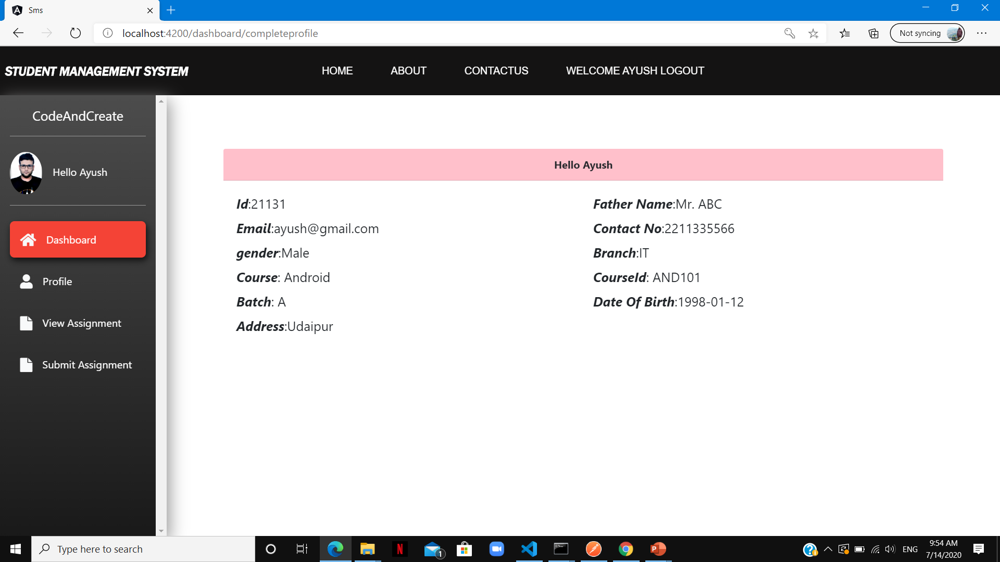 Sms
localhost:4200/dashboard/completeprofile
Not syncing
STUDENT MANAGEMENT SYSTEM
HOME
ABOUT
CONTACTUS
WELCOME AYUSH LOGOUT
CodeAndCreate
Hello Ayush
Dashboard
Profile
View Assignment
Submit Assignment
Hello Ayush
Id:21131
Email:ayush@gmail.com
gender:Male
Course: Android
Batch: A
Address:Udaipur
Father Name:Mr. ABC
Contact No:2211335566
Branch:IT
CourseId: AND101
Date Of Birth:1998-01-12
Type here to search
1
ENG
9:54 AM
7/14/2020